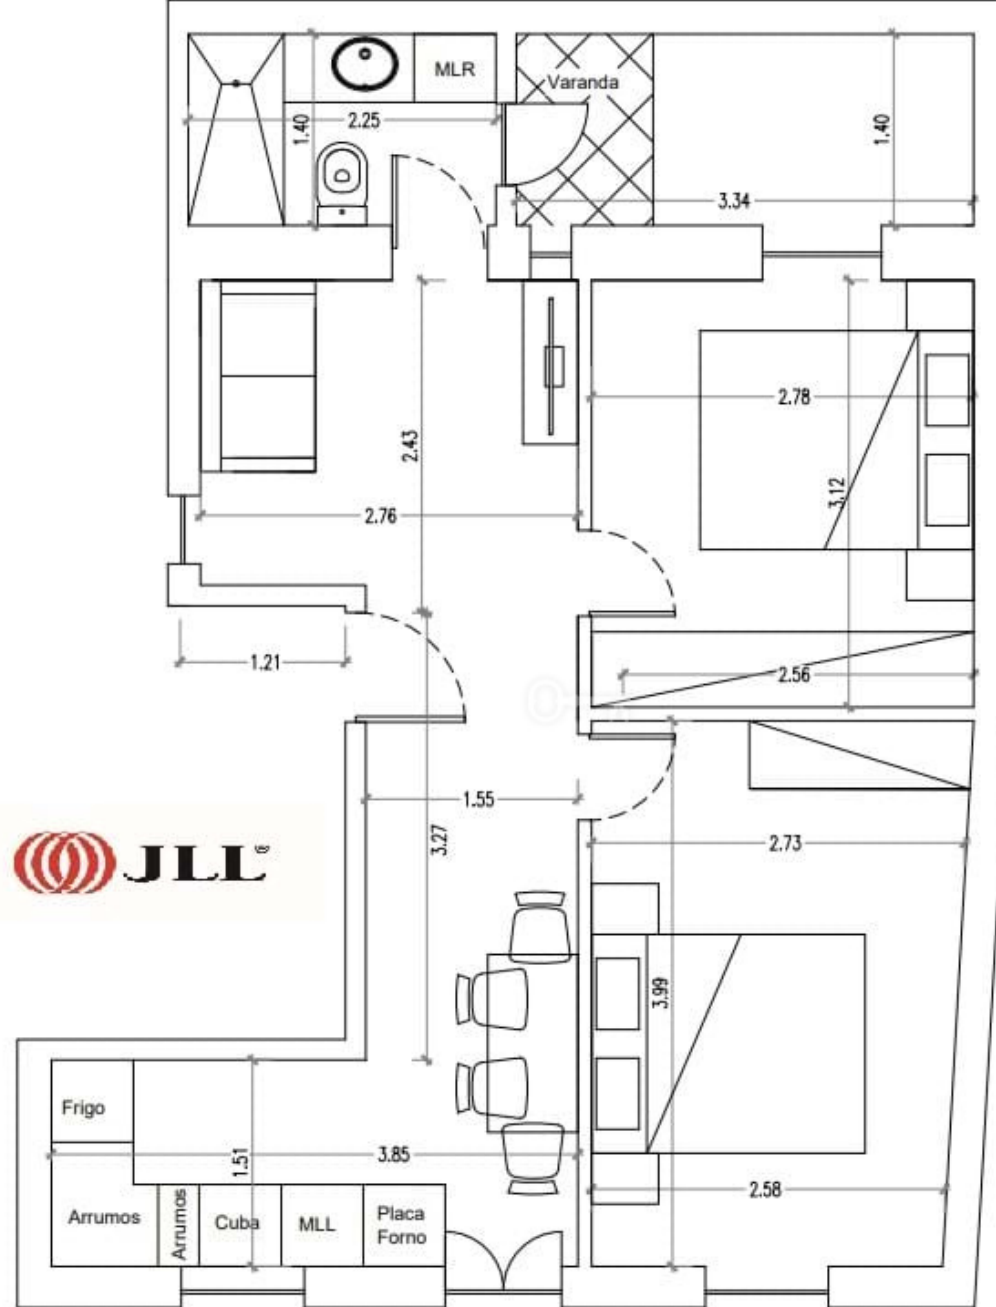 MLR
Varanda
2.25
1.40
1.40
3.34
2.78
2.43
3.12
2.76
1.21
2.56
1.55
3.27
2.73
JLL®
3.99
Frigo
3.85
1.51
2.58
Arrumos
Arrumos
Cuba
MLL
Placa
Forno